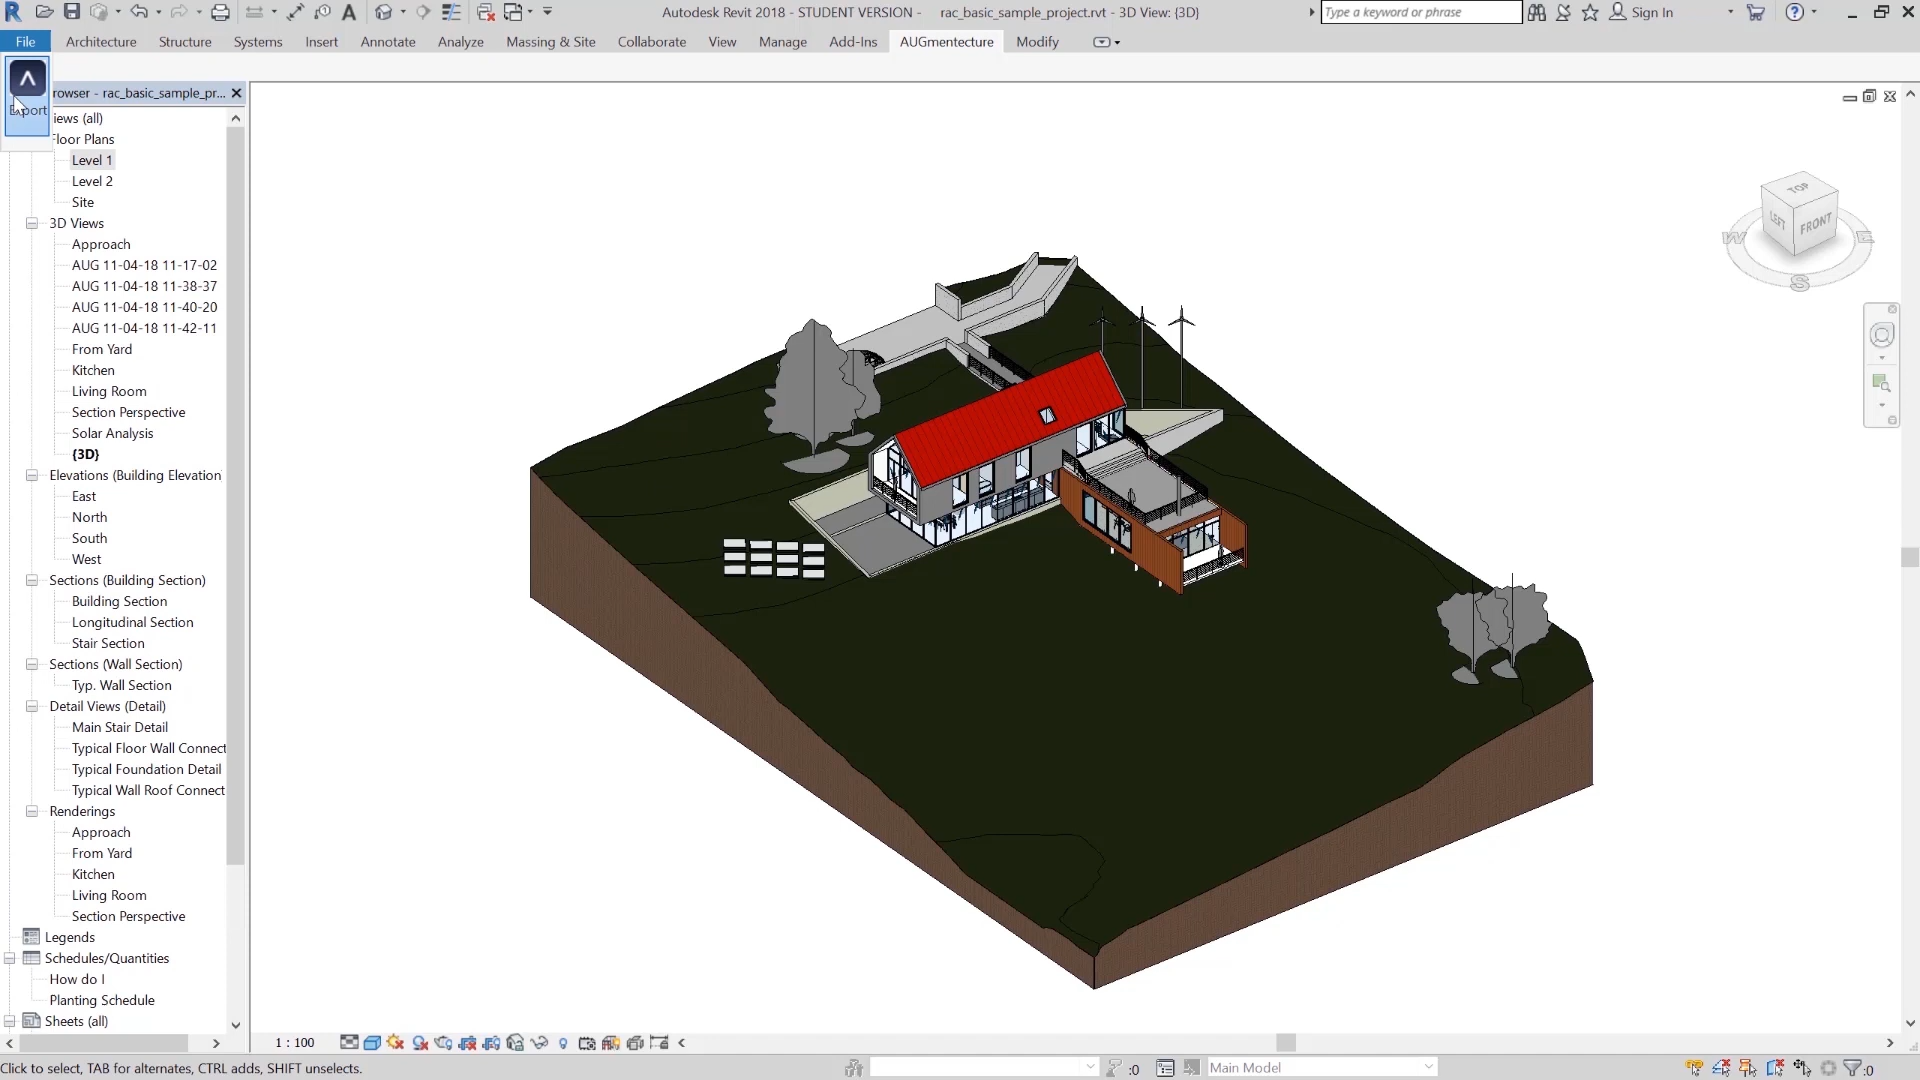 Autodesk Revit 2018 - STUDENT VERSION - rac_basic_sample_project.rvt - 3D View: {3D}
Type a keyword or phrase
Sign In
File Architecture Structure Systems Insert Annotate Analyze Massing & Site Collaborate View Manage Add-Ins AUGmentecture Modify
Export
rowser - rac_basic_sample_pr...
iews (all)
Floor Plans
Level 1
Level 2
Site
3D Views
Approach
AUG 11-04-18 11-17-02
AUG 11-04-18 11-38-37
AUG 11-04-18 11-40-20
AUG 11-04-18 11-42-11
From Yard
Kitchen
Living Room
Section Perspective
Solar Analysis
{3D}
Elevations (Building Elevation
East
North
South
West
Sections (Building Section)
Building Section
Longitudinal Section
Stair Section
Sections (Wall Section)
Typ. Wall Section
Detail Views (Detail)
Main Stair Detail
Typical Floor Wall Connect
Typical Foundation Detail
Typical Wall Roof Connect
Renderings
Approach
From Yard
Kitchen
Living Room
Section Perspective
Legends
Schedules/Quantities
How do I
Planting Schedule
Sheets (all)
TOP
LEFT
FRONT
W
E
S
1 : 100
Click to select, TAB for alternates, CTRL adds, SHIFT unselects.
:0
Main Model
:0